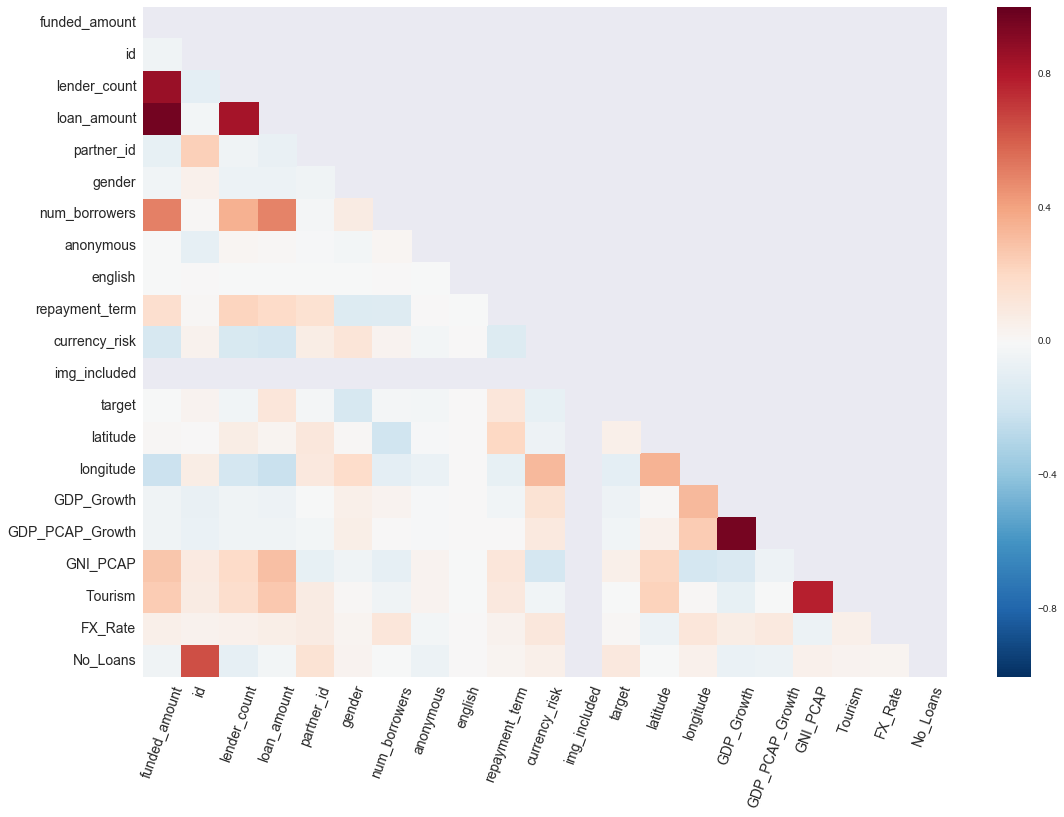 funded_amount
id
lender_count
loan_amount
partner_id
gender
num_borrowers
anonymous
english
repayment_term
currency_risk
img_included
target
latitude
longitude
GDP_Growth
GDP_PCAP_Growth
GNI_PCAP
Tourism
FX_Rate
No_Loans
funded_amount
id
lender_count
loan_amount
partner_id
gender
num_borrowers
anonymous
english
repayment_term
currency_risk
img_included
target
latitude
longitude
GDP_Growth
GDP_PCAP_Growth
GNI_PCAP
Tourism
FX_Rate
No_Loans
0.8
0.4
0.0
−0.4
−0.8